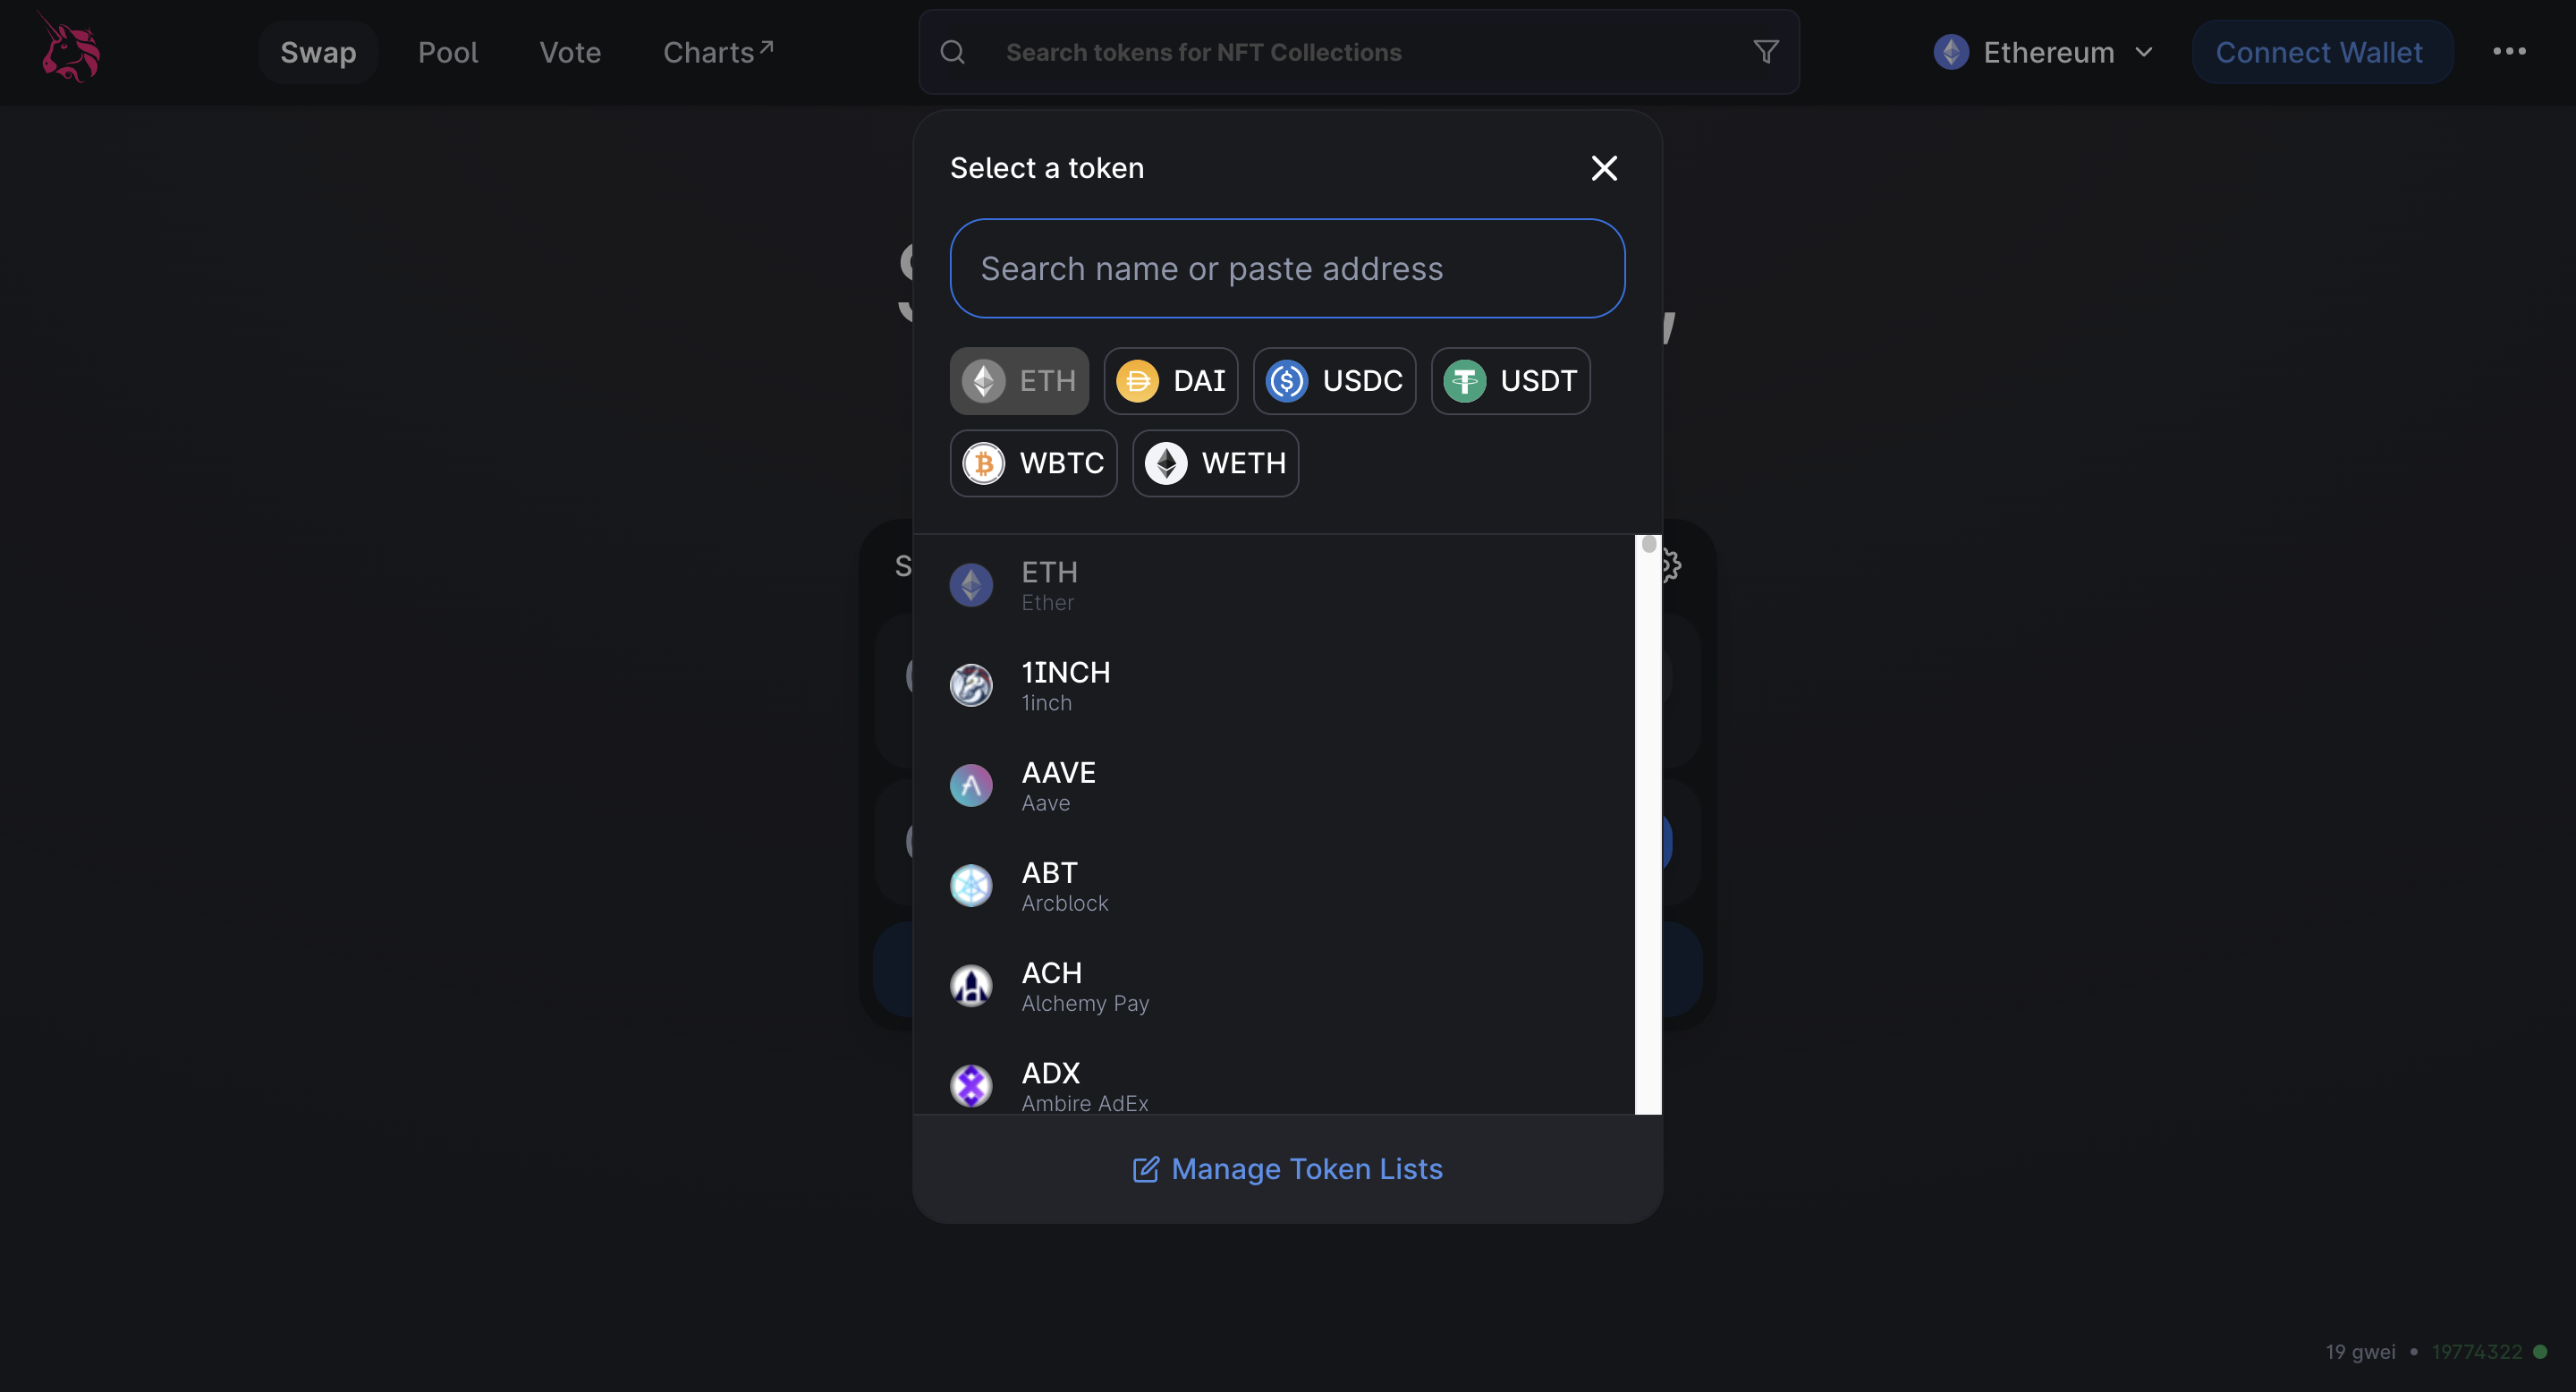 Swap Pool Vote Charts↗ Search tokens for NFT Collections Ethereum Connect Wallet
Select a token
Search name or paste address
ETH DAI USDC USDT
WBTC WETH
ETH
Ether
1INCH
1inch
AAVE
Aave
ABT
Arcblock
ACH
Alchemy Pay
ADX
Ambire AdEx
Manage Token Lists
19 gwei • 19774322